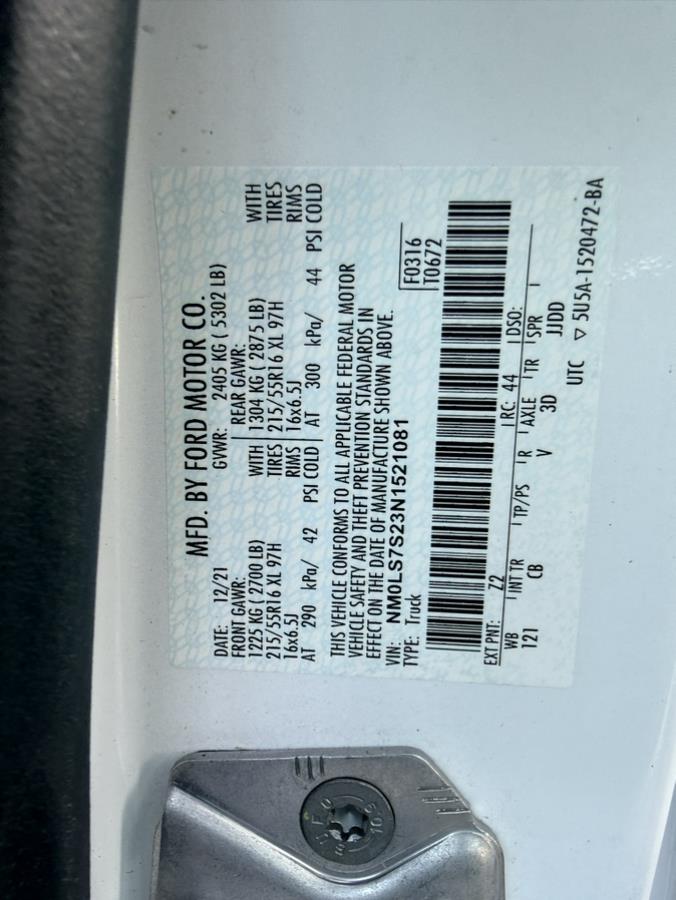 MFD. BY FORD MOTOR CO.
DATE: 12/21 GVWR: 2405 KG ( 5302 LB)
FRONT GAWR: REAR GAWR: WITH
1225 KG ( 2700 LB) WITH 1304 KG ( 2875 LB) TIRES
215/55R16 XL 97H TIRES 215/55R16 XL 97H RIMS
16x6.5J RIMS 16x6.5J
AT 290 kPa/ 42 PSI COLD AT 300 kPa/ 44 PSI COLD
THIS VEHICLE CONFORMS TO ALL APPLICABLE FEDERAL MOTOR
VEHICLE SAFETY AND THEFT PREVENTION STANDARDS IN
EFFECT ON THE DATE OF MANUFACTURE SHOWN ABOVE.
VIN: NM0LS7S23N1521081 F0316
TYPE: Truck T0672
EXT PNT: Z2 RC: 44 DSO:
WB INT TR TP/PS R AXLE TR SPR
121 CB V 3D JJDD
UTC ▽ 5U5A-1520472-BA
10.9